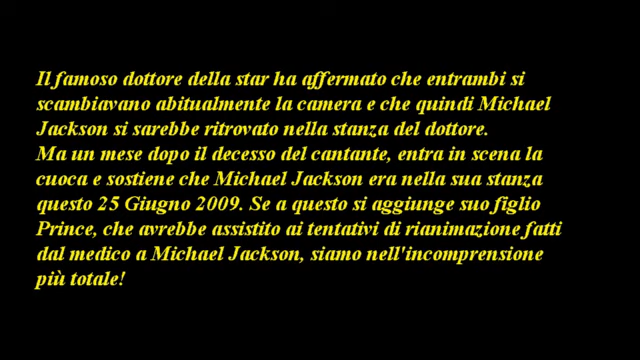 Il famoso dottore della star ha affermato che entrambi si
scambiavano abitualmente la camera e che quindi Michael
Jackson si sarebbe ritrovato nella stanza del dottore.
Ma un mese dopo il decesso del cantante, entra in scena la
cuoca e sostiene che Michael Jackson era nella sua stanza
questo 25 Giugno 2009. Se a questo si aggiunge suo figlio
Prince, che avrebbe assistito ai tentativi di rianimazione fatti
dal medico a Michael Jackson, siamo nell'incomprensione
più totale!